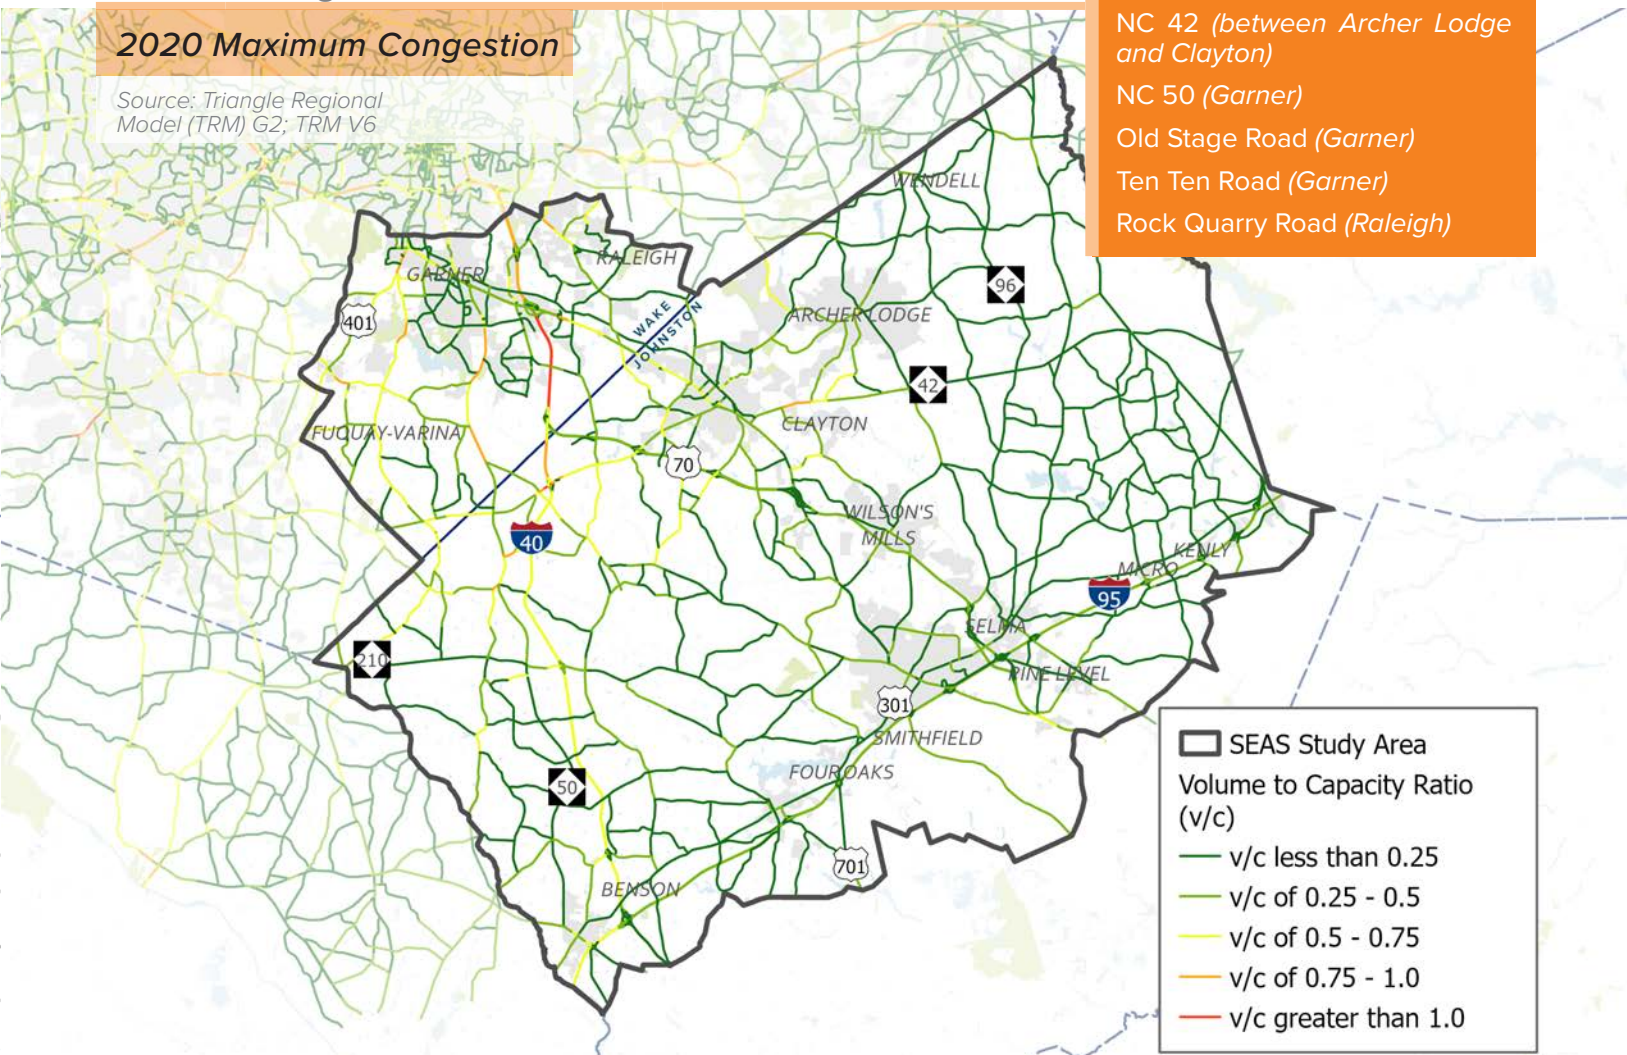 2020 Maximum Congestion
Source: Triangle Regional
Model (TRM) G2; TRM V6
NC 42 (between Archer Lodge
and Clayton)
NC 50 (Garner)
Old Stage Road (Garner)
Ten Ten Road (Garner)
Rock Quarry Road (Raleigh)
WENDELL
RALEIGH
GARNER
96
WAKE
JOHNSTON
ARCHER LODGE
401
42
CLAYTON
FUQUAY-VARINA
70
WILSON'S
MILLS
40
KENLY
MICRO
95
SELMA
210
PINE LEVEL
301
SMITHFIELD
FOUR OAKS
50
701
BENSON
SEAS Study Area
Volume to Capacity Ratio
(v/c)
v/c less than 0.25
v/c of 0.25 - 0.5
v/c of 0.5 - 0.75
v/c of 0.75 - 1.0
v/c greater than 1.0